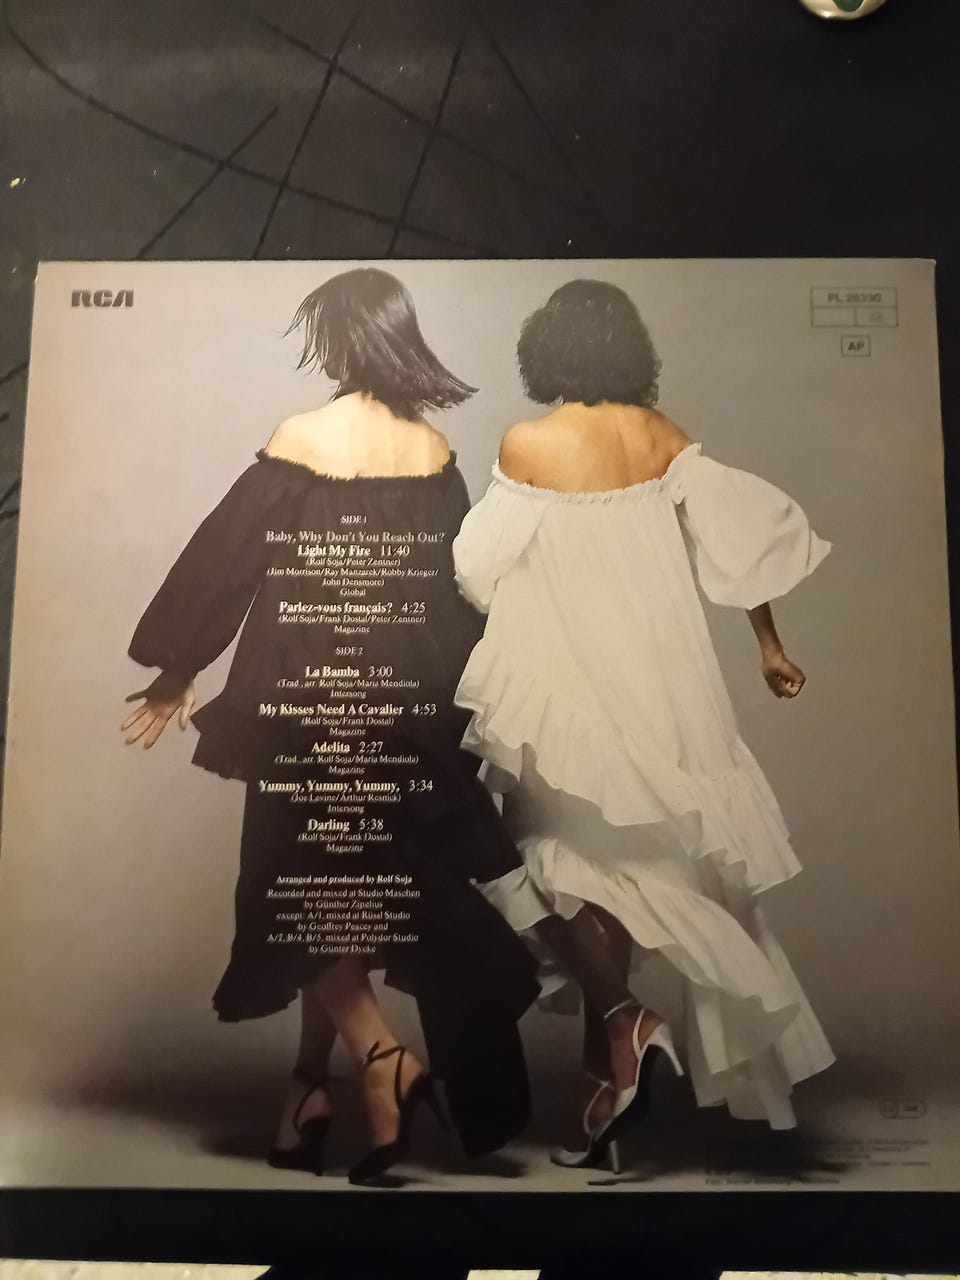 RCA
PL 28330
AP
SIDE 1
Baby, Why Don't You Reach Out?
Light My Fire 11:40
(Rolf Soja/Peter Zentner)
(Jim Morrison/Ray Manzarek/Robby Krieger/
John Densmore)
Global
Parlez-vous français? 4:25
(Rolf Soja/Frank Dostal/Peter Zentner)
Magazine
SIDE 2
La Bamba 3:00
(Trad., arr. Rolf Soja/Maria Mendiola)
Intersong
My Kisses Need A Cavalier 4:53
(Rolf Soja/Frank Dostal)
Magazine
Adelita 2:27
(Trad., arr. Rolf Soja/Maria Mendiola)
Magazine
Yummy, Yummy, Yummy, 3:34
(Joe Levine/Arthur Resnick)
Intersong
Darling 5:38
(Rolf Soja/Frank Dostal)
Magazine
Arranged and produced by Rolf Soja
Recorded and mixed at Studio Maschen
by Günther Zipelius
except: A/1, mixed at Rüssl Studio
by Geoffrey Peacey and
A/2, B/4, B/5, mixed at Polydor Studio
by Günter Dycke